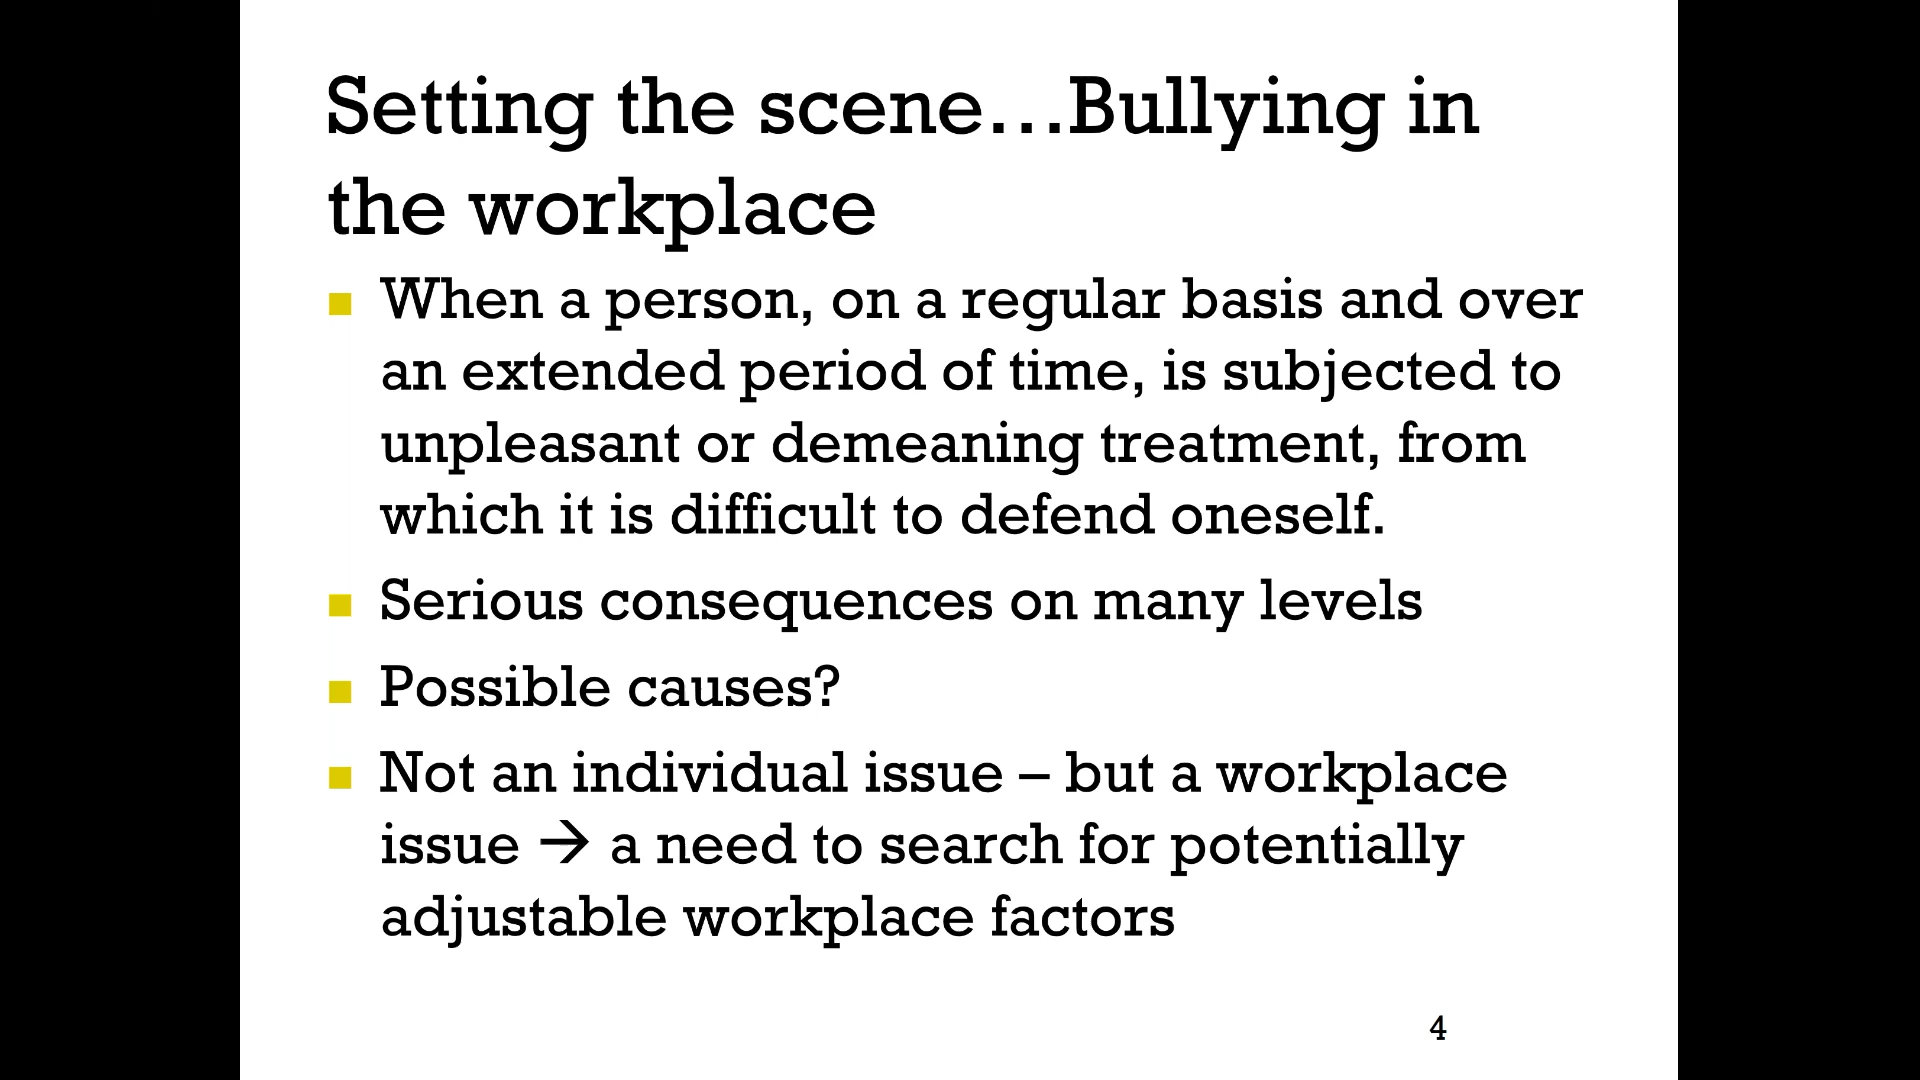 Setting the scene…Bullying in
the workplace
■ When a person, on a regular basis and over
an extended period of time, is subjected to
unpleasant or demeaning treatment, from
which it is difficult to defend oneself.
■ Serious consequences on many levels
■ Possible causes?
■ Not an individual issue – but a workplace
issue → a need to search for potentially
adjustable workplace factors
4